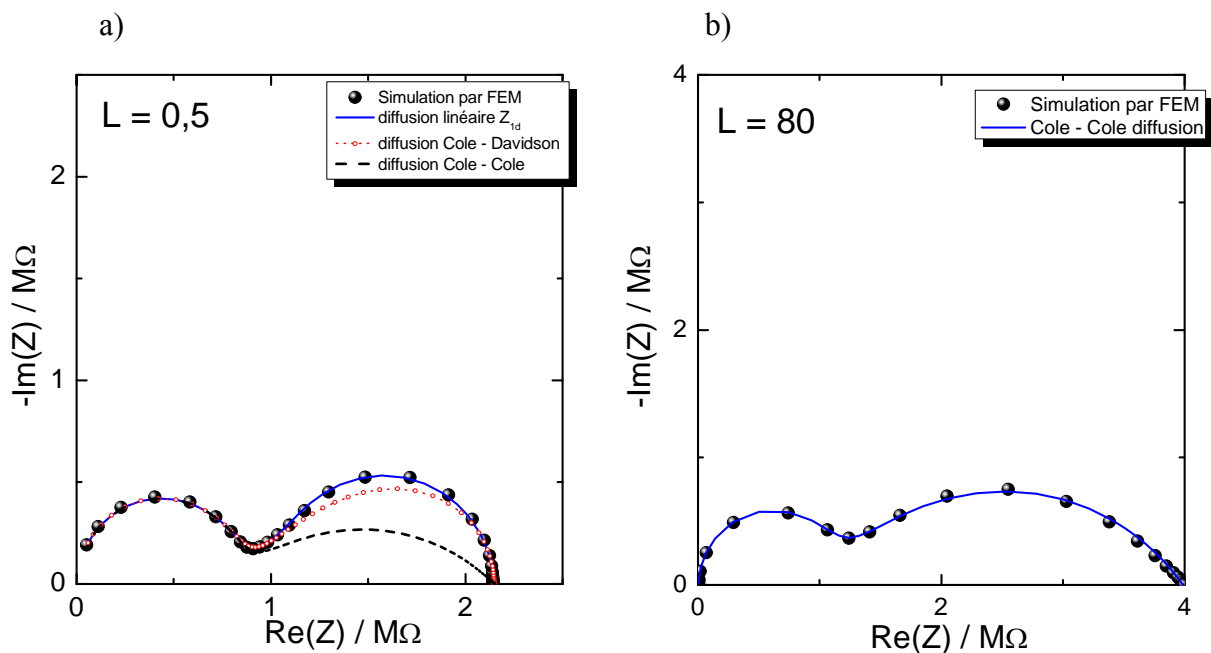 a)
L = 0,5
Simulation par FEM
diffusion linéaire Z1d
diffusion Cole - Davidson
diffusion Cole - Cole
2
1
0
-Im(Z) / MΩ
0
1
2
Re(Z) / MΩ
b)
L = 80
Simulation par FEM
Cole - Cole diffusion
4
2
0
-Im(Z) / MΩ
0
1
2
3
4
Re(Z) / MΩ